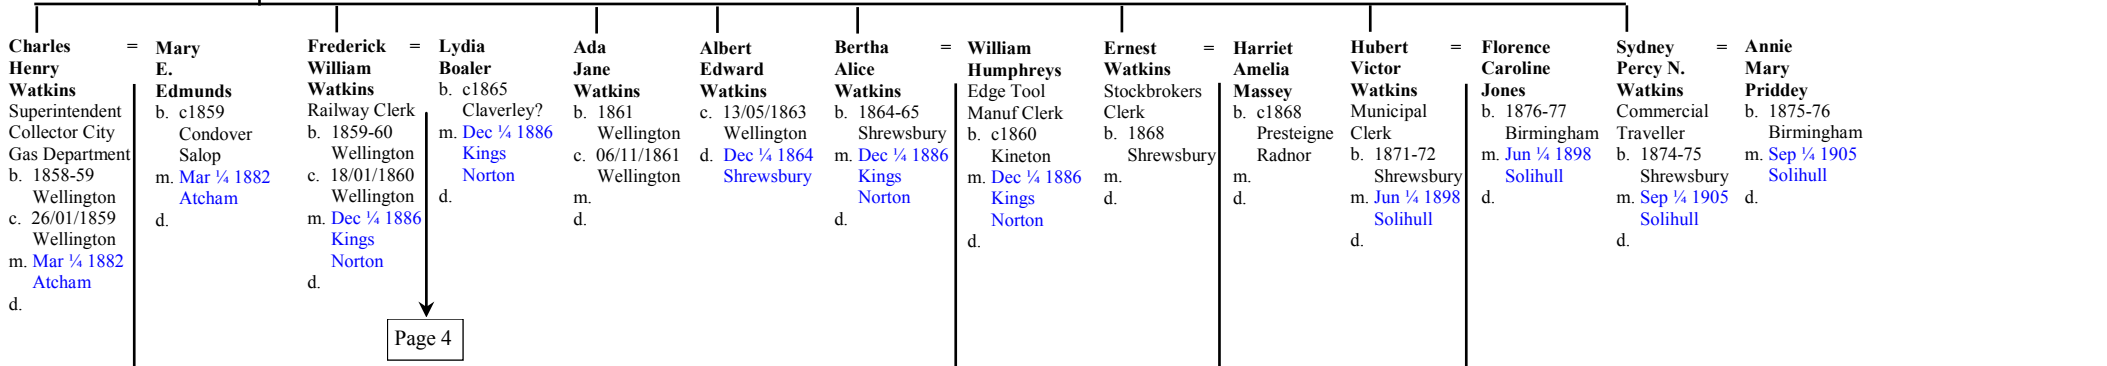 Charles =
Henry
Watkins
Superintendent
Collector City
Gas Department
b. 1858-59
Wellington
c. 26/01/1859
Wellington
m. Mar ¼ 1882
Atcham
d.
Mary
E.
Edmunds
b. c1859
Condover
Salop
m. Mar ¼ 1882
Atcham
d.
Frederick =
William
Watkins
Railway Clerk
b. 1859-60
Wellington
c. 18/01/1860
Wellington
m. Dec ¼ 1886
Kings
Norton
d.
Lydia
Boaler
b. c1865
Claverley?
m. Dec ¼ 1886
Kings
Norton
d.
Page 4
Ada
Jane
Watkins
b. 1861
Wellington
c. 06/11/1861
Wellington
m.
d.
Albert
Edward
Watkins
c. 13/05/1863
Wellington
d. Dec ¼ 1864
Shrewsbury
Bertha =
Alice
Watkins
b. 1864-65
Shrewsbury
m. Dec ¼ 1886
Kings
Norton
d.
William
Humphreys
Edge Tool
Manuf Clerk
b. c1860
Kineton
m. Dec ¼ 1886
Kings
Norton
d.
Ernest =
Watkins
Stockbrokers
Clerk
b. 1868
Shrewsbury
m.
d.
Harriet
Amelia
Massey
b. c1868
Presteigne
Radnor
m.
d.
Hubert =
Victor
Watkins
Municipal
Clerk
b. 1871-72
Shrewsbury
m. Jun ¼ 1898
Solihull
d.
Florence
Caroline
Jones
b. 1876-77
Birmingham
m. Jun ¼ 1898
Solihull
d.
Sydney =
Percy N.
Watkins
Commercial
Traveller
b. 1874-75
Shrewsbury
m. Sep ¼ 1905
Solihull
d.
Annie
Mary
Priddey
b. 1875-76
Birmingham
m. Sep ¼ 1905
Solihull
d.